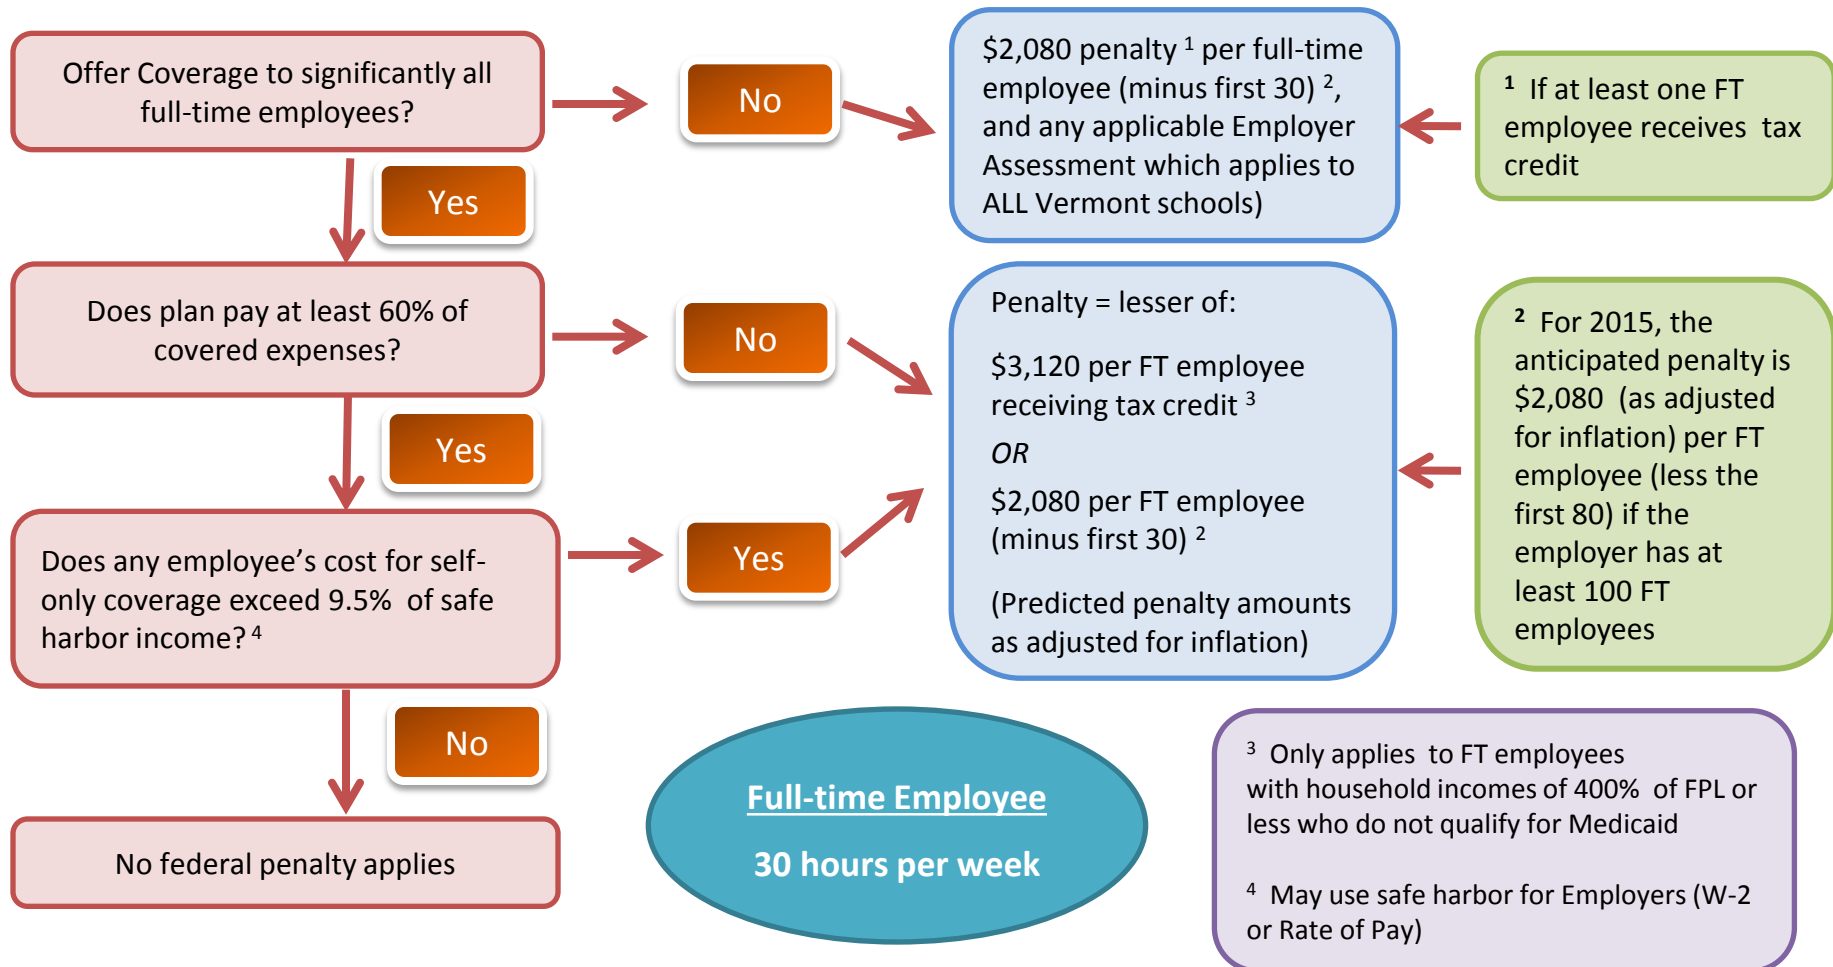 Offer Coverage to significantly all
full-time employees?
No
$2,080 penalty ¹ per full-time
employee (minus first 30) ²,
and any applicable Employer
Assessment which applies to
ALL Vermont schools)
¹ If at least one FT
employee receives tax
credit
Yes
Does plan pay at least 60% of
covered expenses?
No
Penalty = lesser of:
$3,120 per FT employee
receiving tax credit ³
OR
$2,080 per FT employee
(minus first 30) ²
(Predicted penalty amounts
as adjusted for inflation)
² For 2015, the
anticipated penalty is
$2,080 (as adjusted
for inflation) per FT
employee (less the
first 80) if the
employer has at
least 100 FT
employees
Yes
Does any employee’s cost for self-
only coverage exceed 9.5% of safe
harbor income? ⁴
Yes
No
No federal penalty applies
Full-time Employee
30 hours per week
³ Only applies to FT employees
with household incomes of 400% of FPL or
less who do not qualify for Medicaid
⁴ May use safe harbor for Employers (W-2
or Rate of Pay)